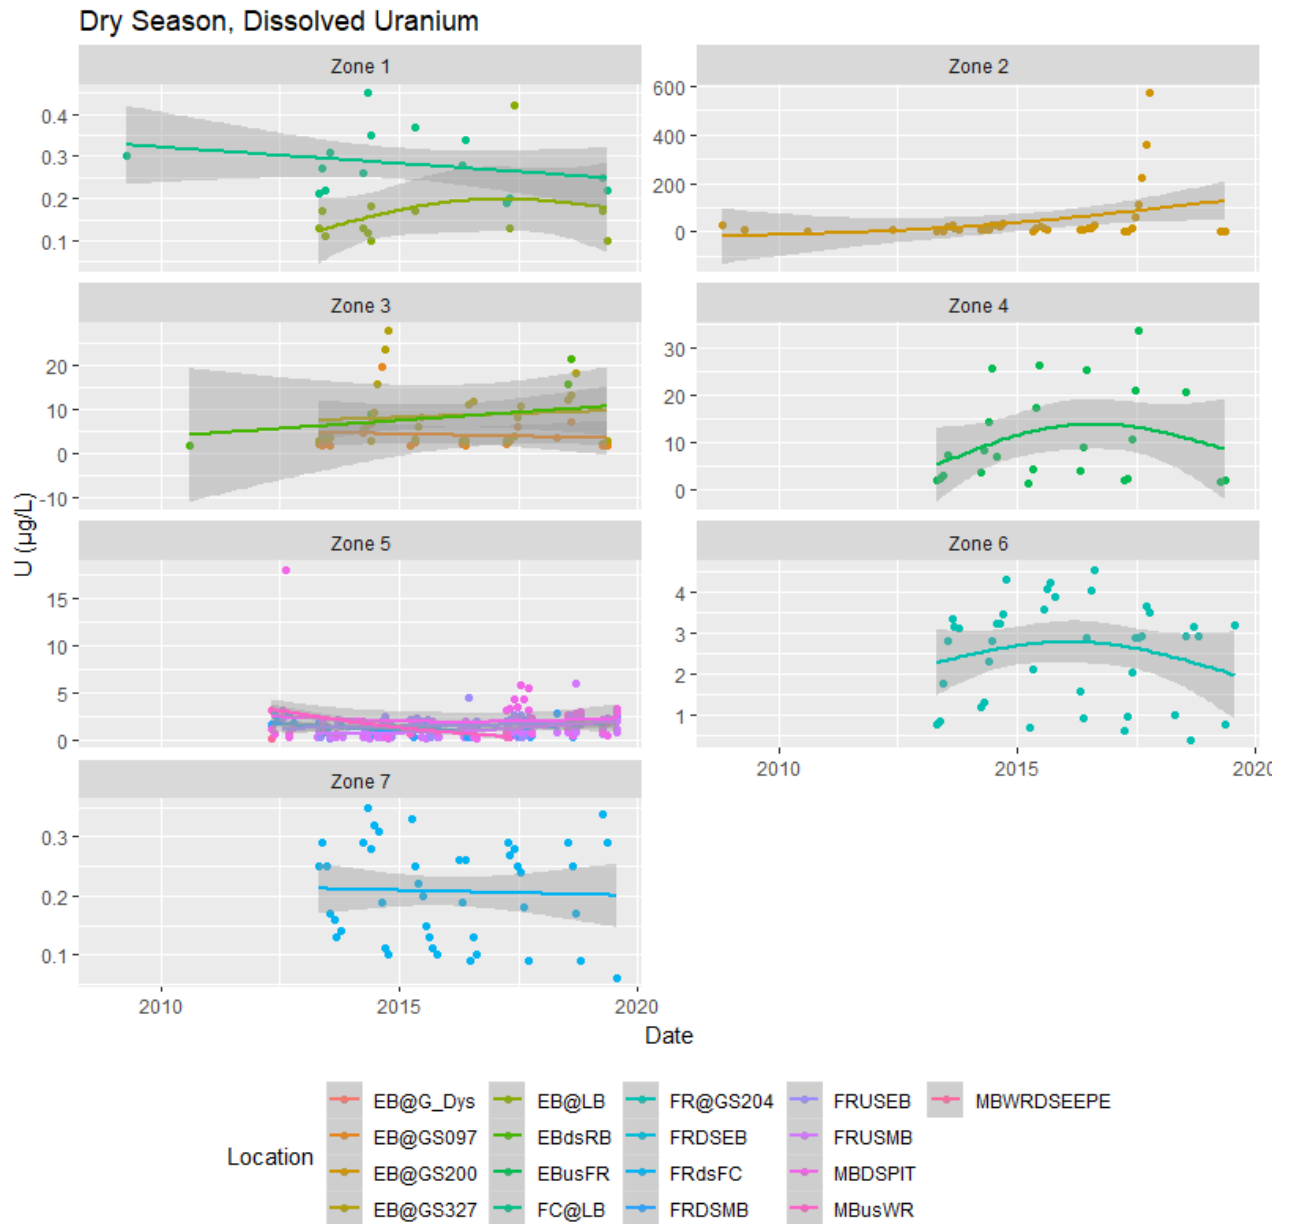 Dry Season, Dissolved Uranium
Zone 1
0.4
0.3
0.2
0.1
Zone 2
600
400
200
0
Zone 3
20
10
0
-10
Zone 4
30
20
10
0
U (µg/L)
Zone 5
15
10
5
0
Zone 6
4
3
2
1
2010 2015 2020
Zone 7
0.3
0.2
0.1
2010 2015 2020
Date
Location
EB@G_Dys EB@LB FR@GS204 FRUSEB MBWRDSEEPE
EB@GS097 EBdsRB FRDSEB FRUSMB
EB@GS200 EBusFR FRdsFC MBDSPIT
EB@GS327 FC@LB FRDSMB MBusWR